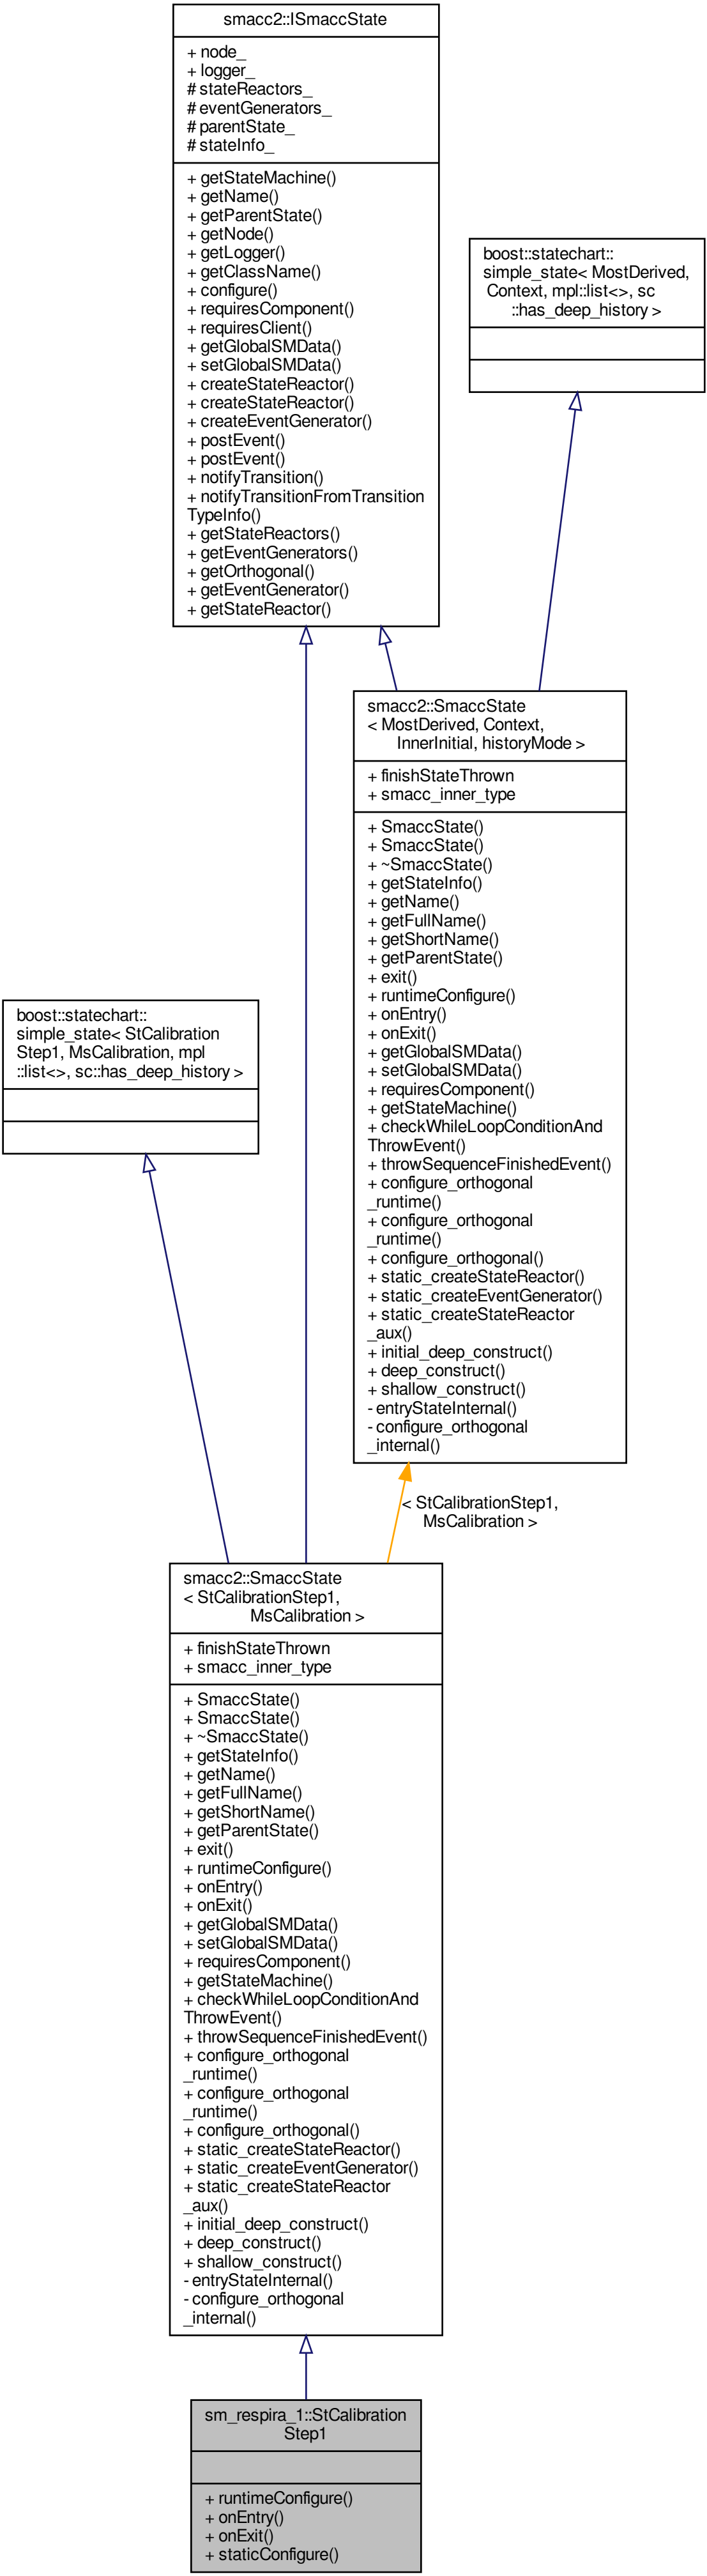 smacc2::ISmaccState
+ node_
+ logger_
# stateReactors_
# eventGenerators_
# parentState_
# stateInfo_
+ getStateMachine()
+ getName()
+ getParentState()
+ getNode()
+ getLogger()
+ getClassName()
+ configure()
+ requiresComponent()
+ requiresClient()
+ getGlobalSMData()
+ setGlobalSMData()
+ createStateReactor()
+ createStateReactor()
+ createEventGenerator()
+ postEvent()
+ postEvent()
+ notifyTransition()
+ notifyTransitionFromTransition
TypeInfo()
+ getStateReactors()
+ getEventGenerators()
+ getOrthogonal()
+ getEventGenerator()
+ getStateReactor()
boost::statechart::
simple_state< MostDerived,
Context, mpl::list<>, sc
::has_deep_history >
smacc2::SmaccState
< MostDerived, Context,
InnerInitial, historyMode >
+ finishStateThrown
+ smacc_inner_type
+ SmaccState()
+ SmaccState()
+ ~SmaccState()
+ getStateInfo()
+ getName()
+ getFullName()
+ getShortName()
+ getParentState()
+ exit()
+ runtimeConfigure()
+ onEntry()
+ onExit()
+ getGlobalSMData()
+ setGlobalSMData()
+ requiresComponent()
+ getStateMachine()
+ checkWhileLoopConditionAnd
ThrowEvent()
+ throwSequenceFinishedEvent()
+ configure_orthogonal
_runtime()
+ configure_orthogonal
_runtime()
+ configure_orthogonal()
+ static_createStateReactor()
+ static_createEventGenerator()
+ static_createStateReactor
_aux()
+ initial_deep_construct()
+ deep_construct()
+ shallow_construct()
- entryStateInternal()
- configure_orthogonal
_internal()
boost::statechart::
simple_state< StCalibration
Step1, MsCalibration, mpl
::list<>, sc::has_deep_history >
< StCalibrationStep1,
MsCalibration >
smacc2::SmaccState
< StCalibrationStep1,
MsCalibration >
+ finishStateThrown
+ smacc_inner_type
+ SmaccState()
+ SmaccState()
+ ~SmaccState()
+ getStateInfo()
+ getName()
+ getFullName()
+ getShortName()
+ getParentState()
+ exit()
+ runtimeConfigure()
+ onEntry()
+ onExit()
+ getGlobalSMData()
+ setGlobalSMData()
+ requiresComponent()
+ getStateMachine()
+ checkWhileLoopConditionAnd
ThrowEvent()
+ throwSequenceFinishedEvent()
+ configure_orthogonal
_runtime()
+ configure_orthogonal
_runtime()
+ configure_orthogonal()
+ static_createStateReactor()
+ static_createEventGenerator()
+ static_createStateReactor
_aux()
+ initial_deep_construct()
+ deep_construct()
+ shallow_construct()
- entryStateInternal()
- configure_orthogonal
_internal()
sm_respira_1::StCalibration
Step1
+ runtimeConfigure()
+ onEntry()
+ onExit()
+ staticConfigure()